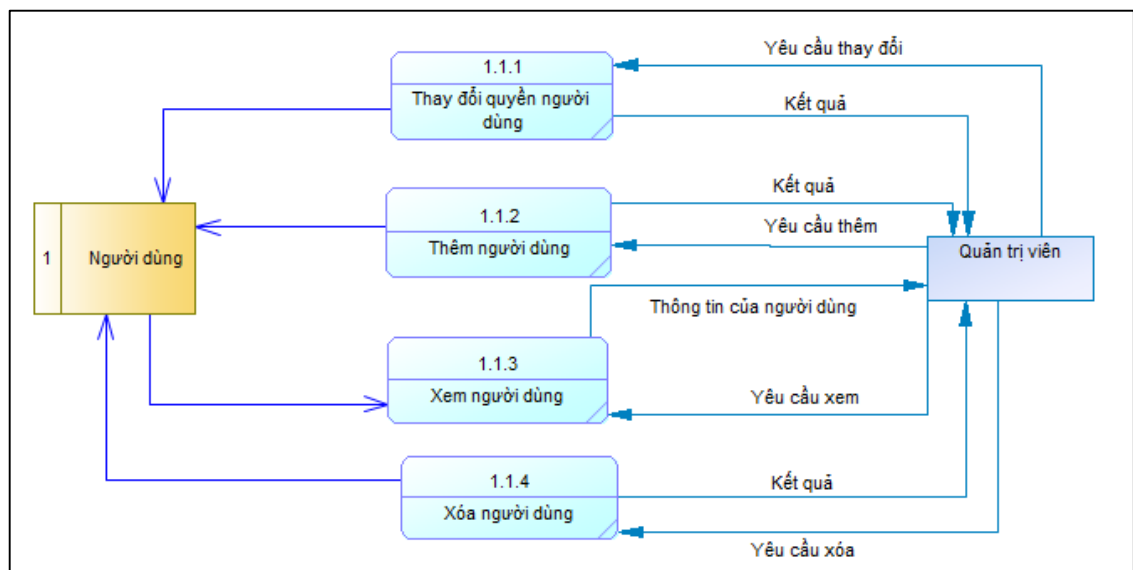 Yêu cầu thay đổi
1.1.1
Thay đổi quyền người
dùng
Kết quả
Kết quả
1.1.2
Thêm người dùng
Yêu cầu thêm
1
Người dùng
Quản trị viên
Thông tin của người dùng
1.1.3
Xem người dùng
Yêu cầu xem
1.1.4
Xóa người dùng
Kết quả
Yêu cầu xóa